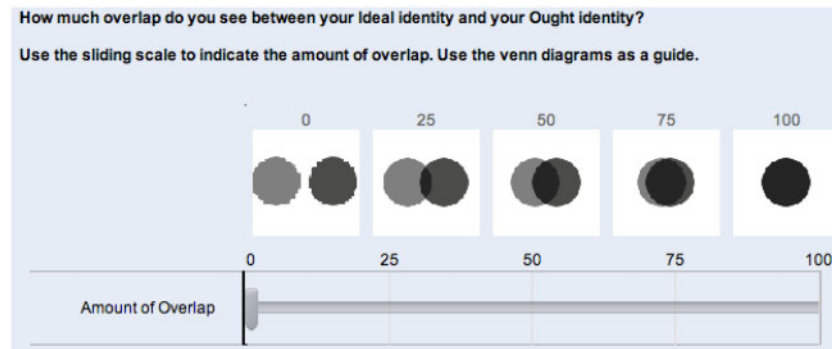 How much overlap do you see between your Ideal identity and your Ought identity?
Use the sliding scale to indicate the amount of overlap. Use the venn diagrams as a guide.
0 25 50 75 100
0 25 50 75 100
Amount of Overlap